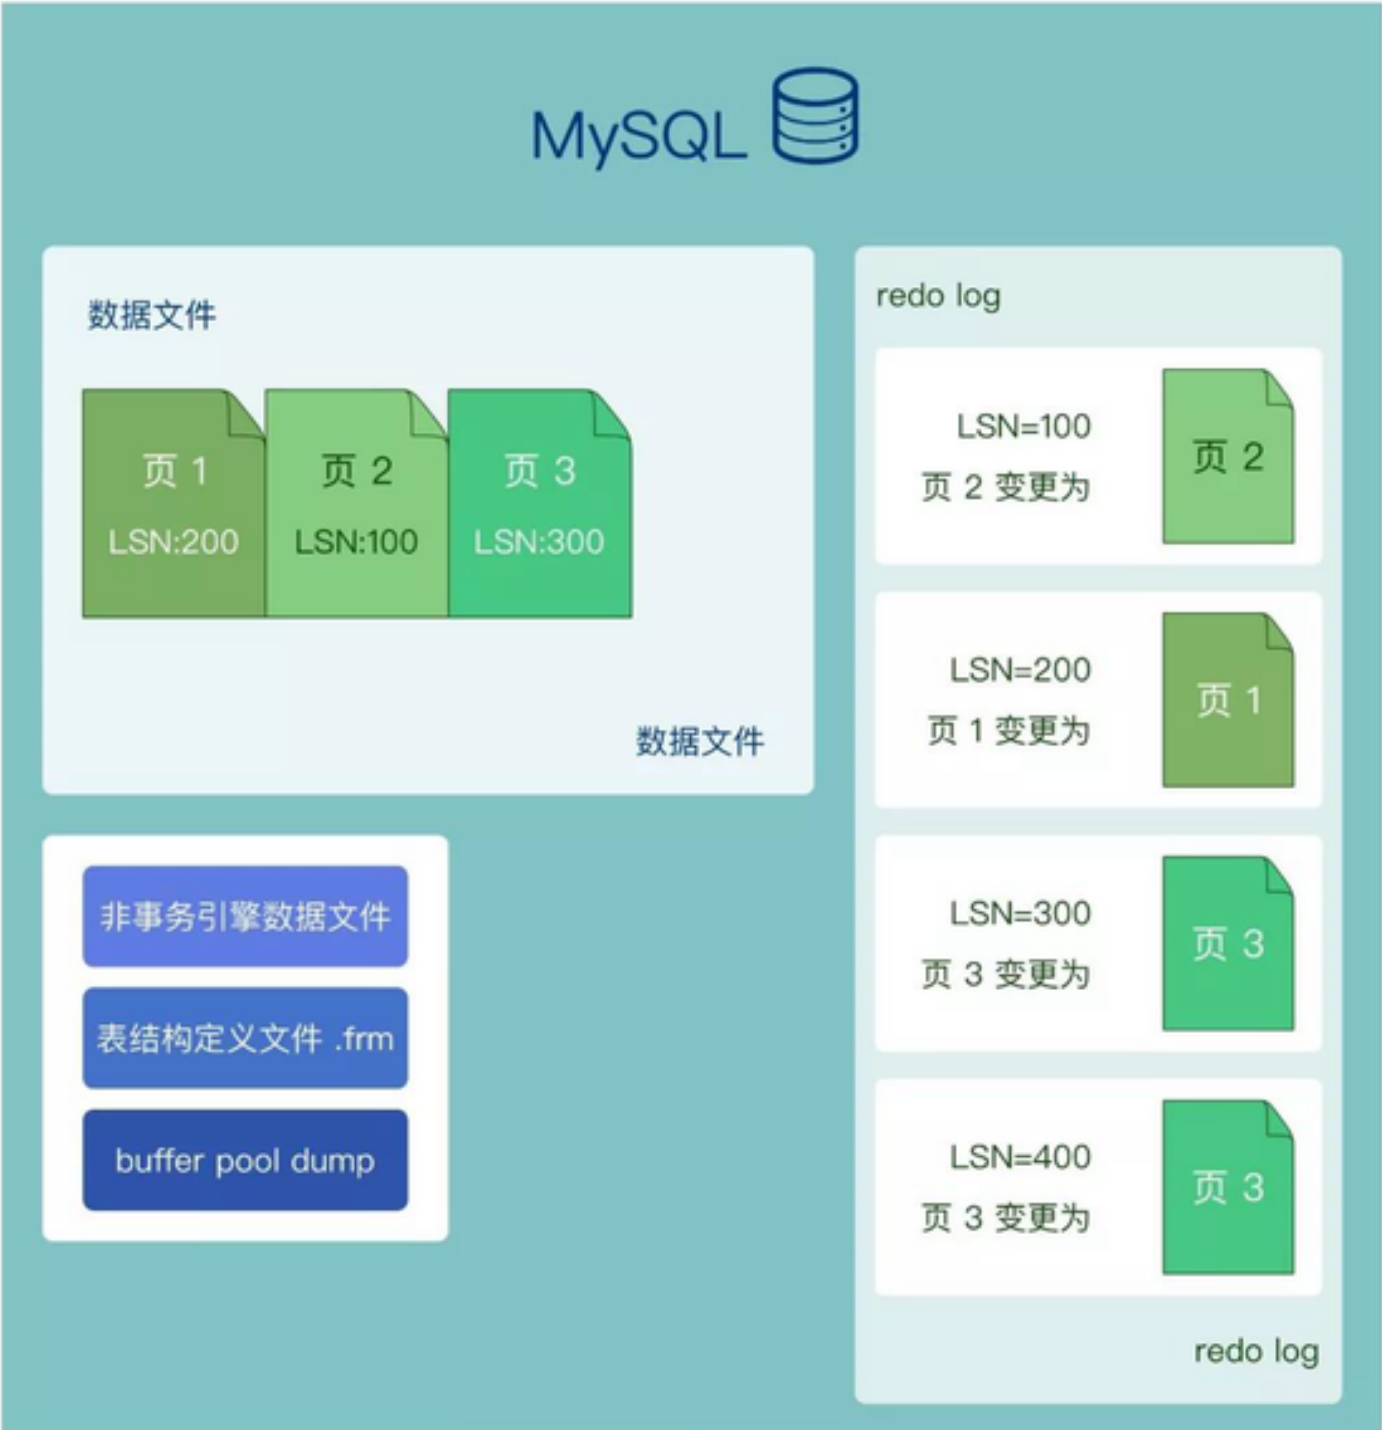 MySQL
数据文件
页 1
LSN:200
页 2
LSN:100
页 3
LSN:300
数据文件
非事务引擎数据文件
表结构定义文件 .frm
buffer pool dump
redo log
LSN=100
页 2 变更为
页 2
LSN=200
页 1 变更为
页 1
LSN=300
页 3 变更为
页 3
LSN=400
页 3 变更为
页 3
redo log